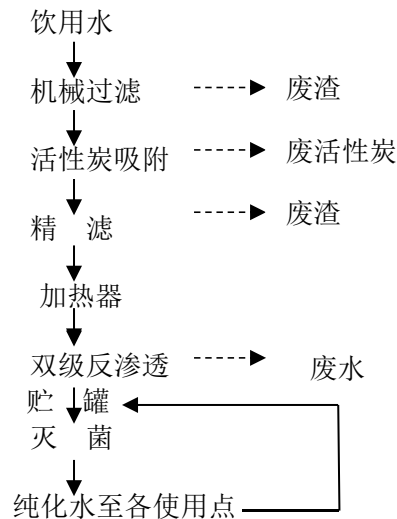 饮用水
机械过滤 废渣
活性炭吸附 废活性炭
精 滤 废渣
加热器
双级反渗透 废水
贮 罐
灭 菌
纯化水至各使用点